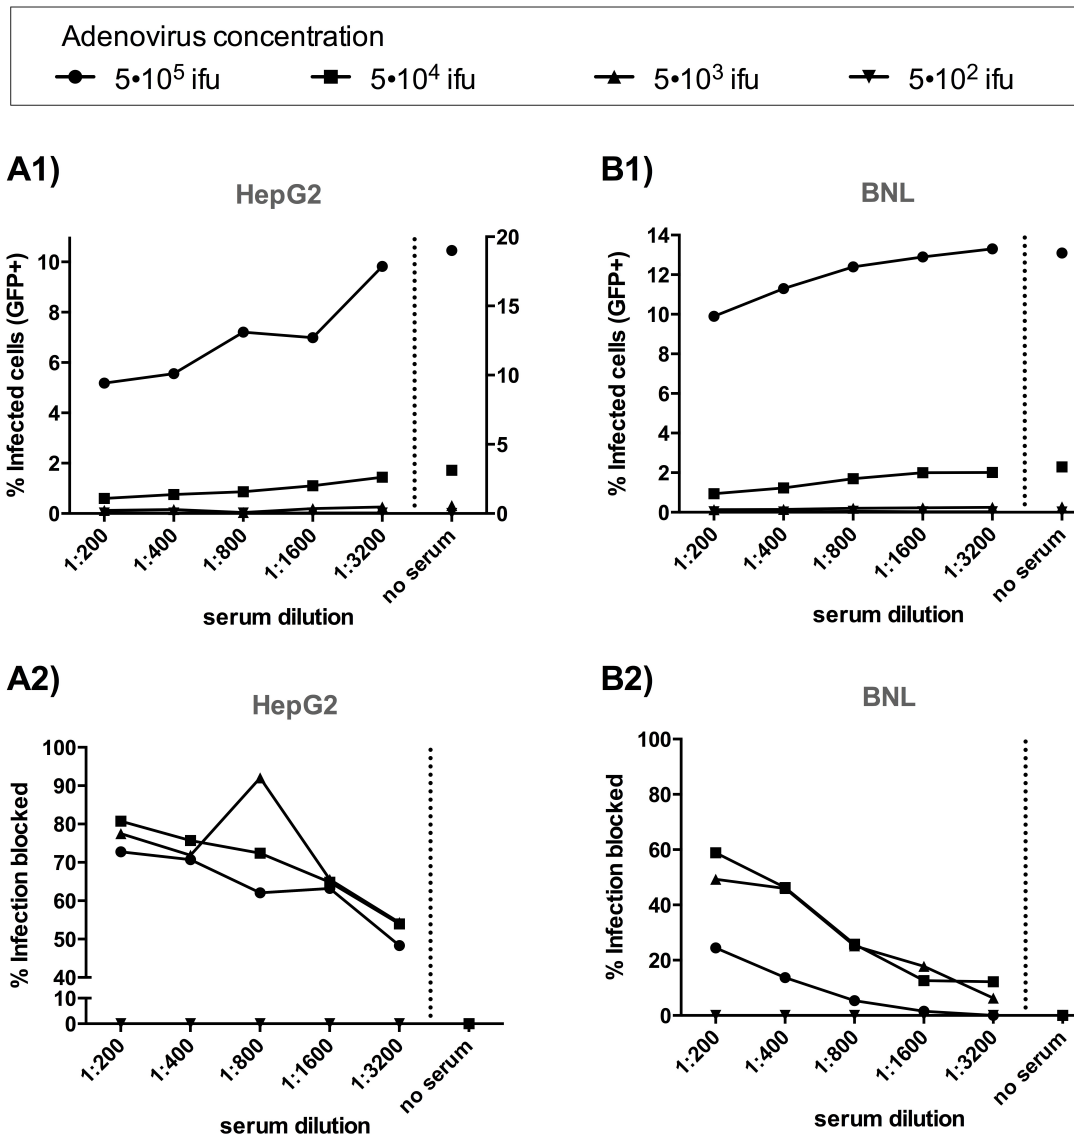 Adenovirus concentration
5•10⁵ ifu 5•10⁴ ifu 5•10³ ifu 5•10² ifu
A1) B1)
HepG2 BNL
% Infected cells (GFP+)
10
8
6
4
2
0
20
15
10
5
0
1:200 1:400 1:800 1:1600 1:3200 no serum
serum dilution
% Infected cells (GFP+)
14
12
10
8
6
4
2
0
1:200 1:400 1:800 1:1600 1:3200 no serum
serum dilution
A2) B2)
HepG2 BNL
% Infection blocked
100
90
80
70
60
50
40
10
0
1:200 1:400 1:800 1:1600 1:3200 no serum
serum dilution
% Infection blocked
100
80
60
40
20
0
1:200 1:400 1:800 1:1600 1:3200 no serum
serum dilution